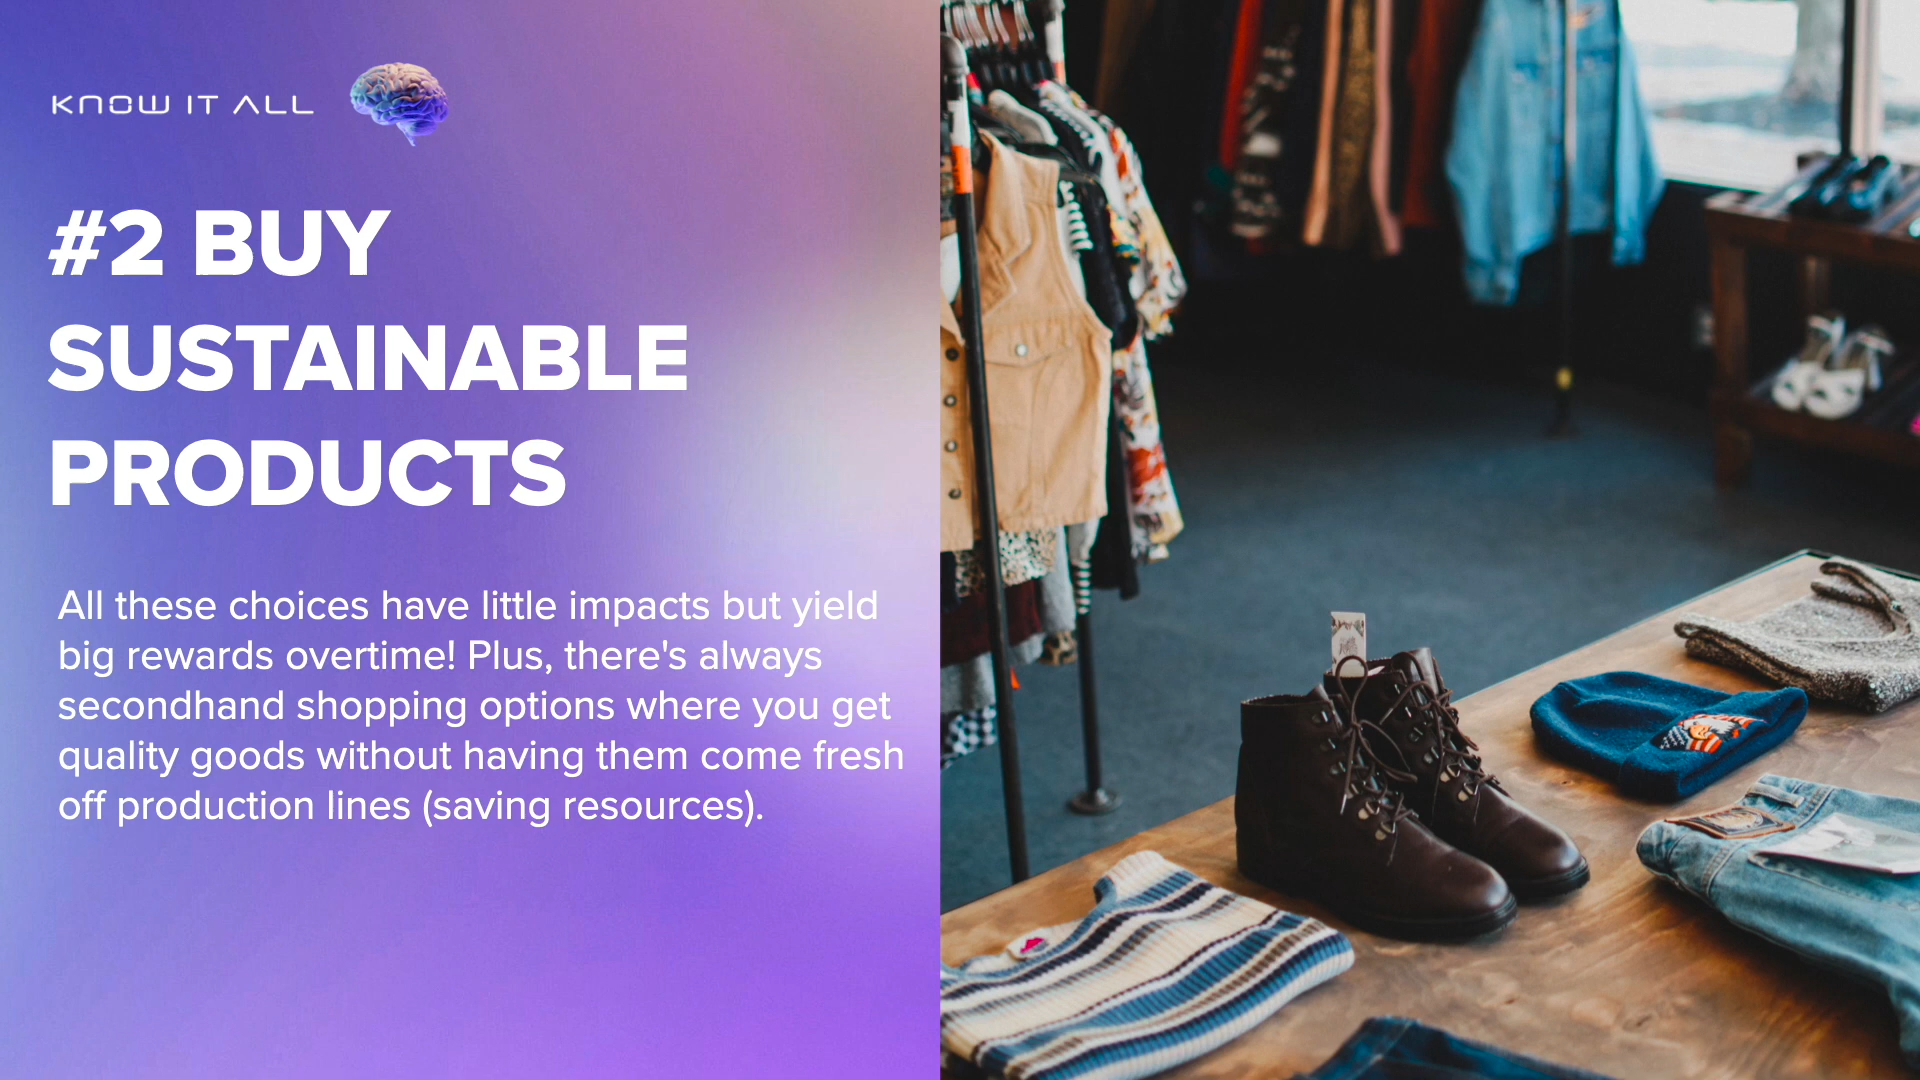 KNOW IT ALL
#2 BUY
SUSTAINABLE
PRODUCTS
All these choices have little impacts but yield
big rewards overtime! Plus, there's always
secondhand shopping options where you get
quality goods without having them come fresh
off production lines (saving resources).